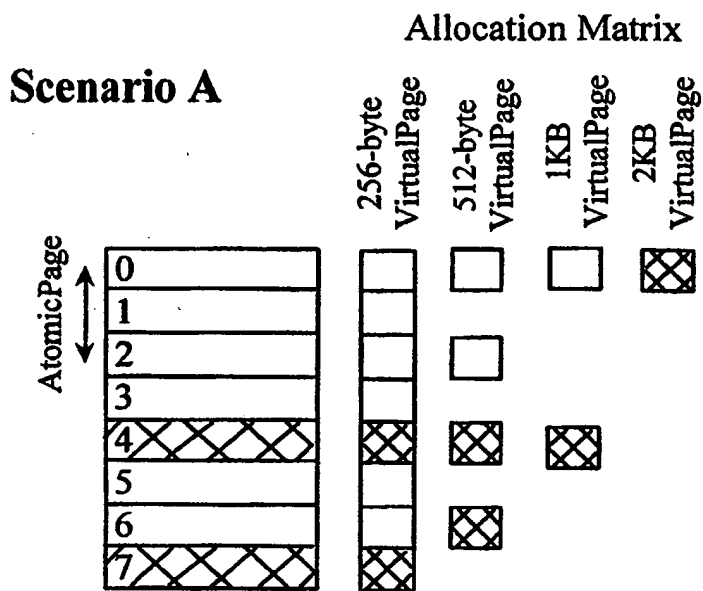 Allocation Matrix
Scenario A
256-byte
VirtualPage
512-byte
VirtualPage
1KB
VirtualPage
2KB
VirtualPage
AtomicPage
0
1
2
3
4
5
6
7